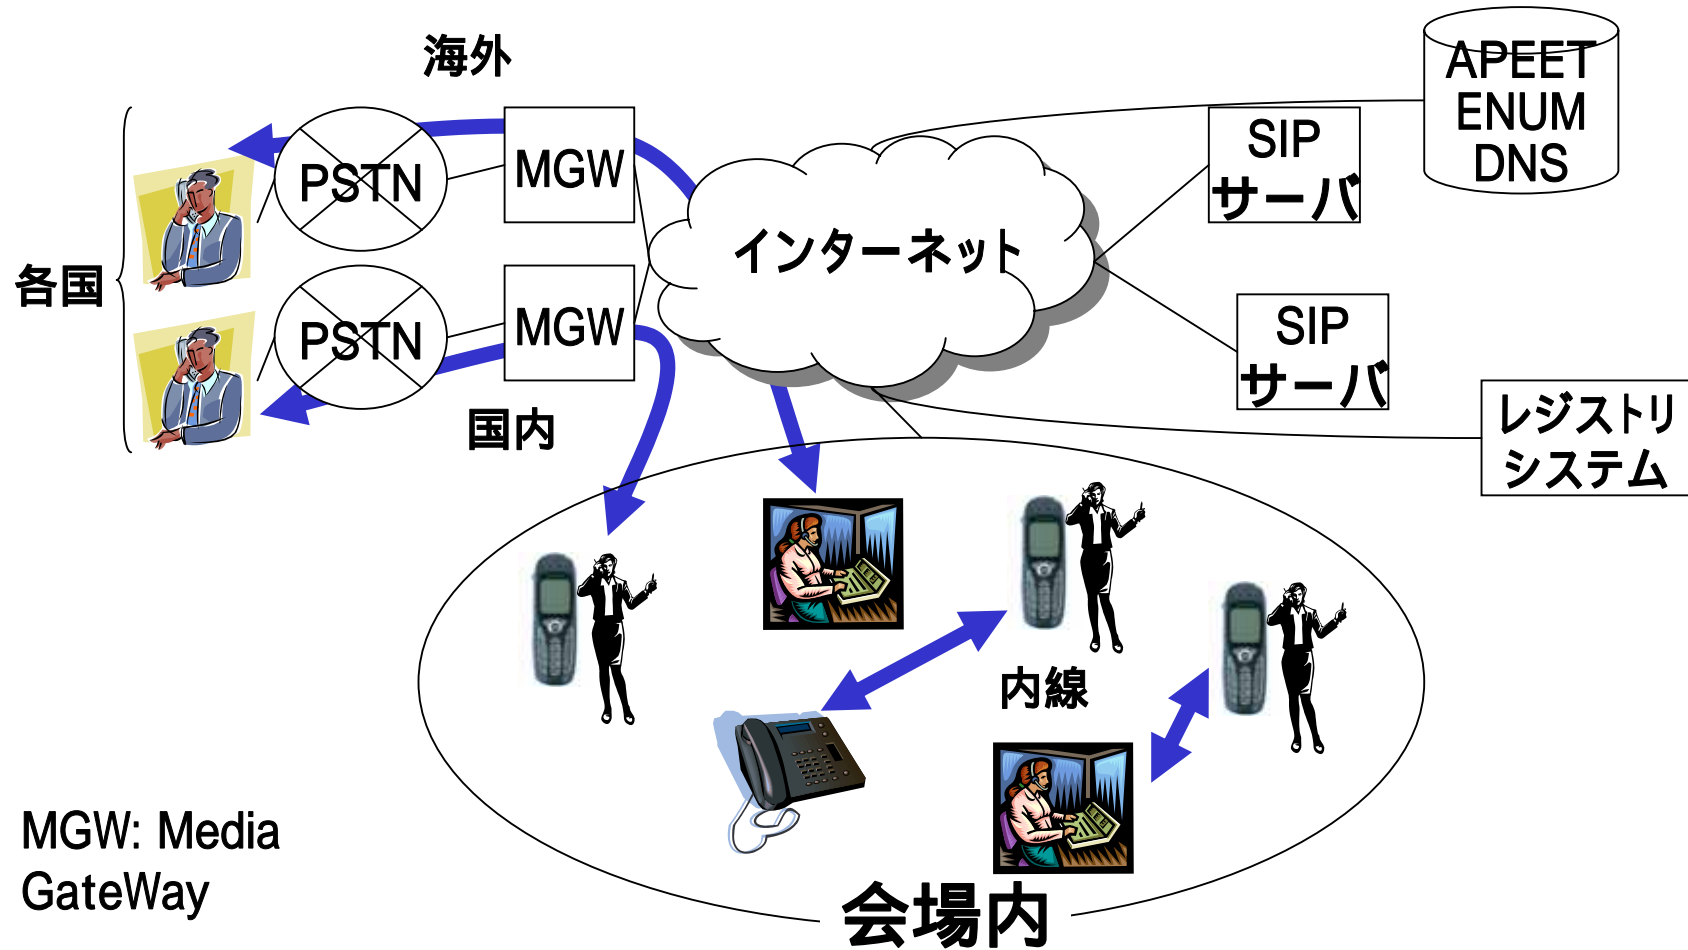 海外
APEET
ENUM
DNS
PSTN
MGW
SIP
サーバ
インターネット
各国
PSTN
MGW
SIP
サーバ
国内
レジストリ
システム
内線
MGW: Media
GateWay
会場内